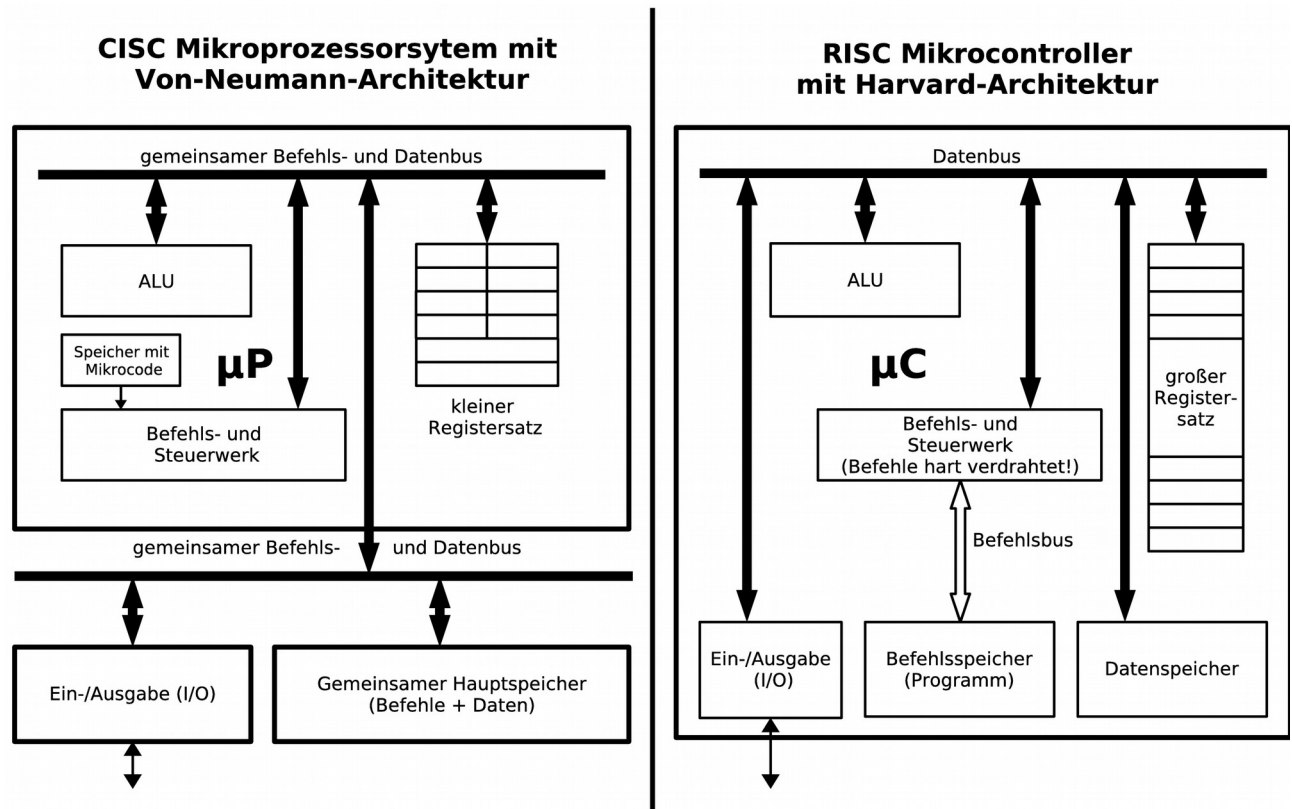 CISC Mikroprozessorsytem mit
Von-Neumann-Architektur
gemeinsamer Befehls- und Datenbus
ALU
Speicher mit
Mikrocode
µP
Befehls- und
Steuerwerk
kleiner
Registersatz
gemeinsamer Befehls- und Datenbus
Ein-/Ausgabe (I/O)
Gemeinsamer Hauptspeicher
(Befehle + Daten)
RISC Mikrocontroller
mit Harvard-Architektur
Datenbus
ALU
µC
großer
Register-
satz
Befehls- und
Steuerwerk
(Befehle hart verdrahtet!)
Befehlsbus
Ein-/Ausgabe
(I/O)
Befehlsspeicher
(Programm)
Datenspeicher